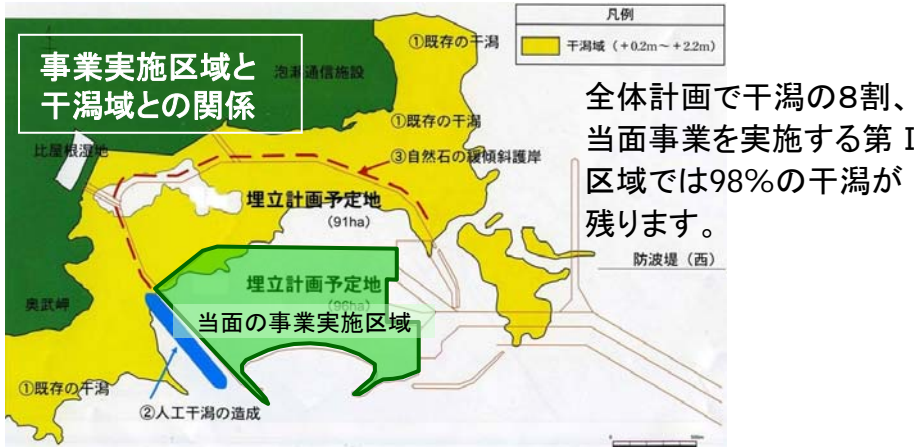 事業実施区域と
干潟域との関係
凡例
干潟域（＋0.2m～＋2.2m）
①既存の干潟
泡瀬通信施設
①既存の干潟
比屋根湿地
③自然石の緩傾斜護岸
埋立計画予定地
(91ha)
全体計画で干潟の8割、
当面事業を実施する第Ⅰ
区域では98%の干潟が
残ります。
防波堤（西）
埋立計画予定地
(96ha)
奥武岬
当面の事業実施区域
①既存の干潟
②人工干潟の造成
0